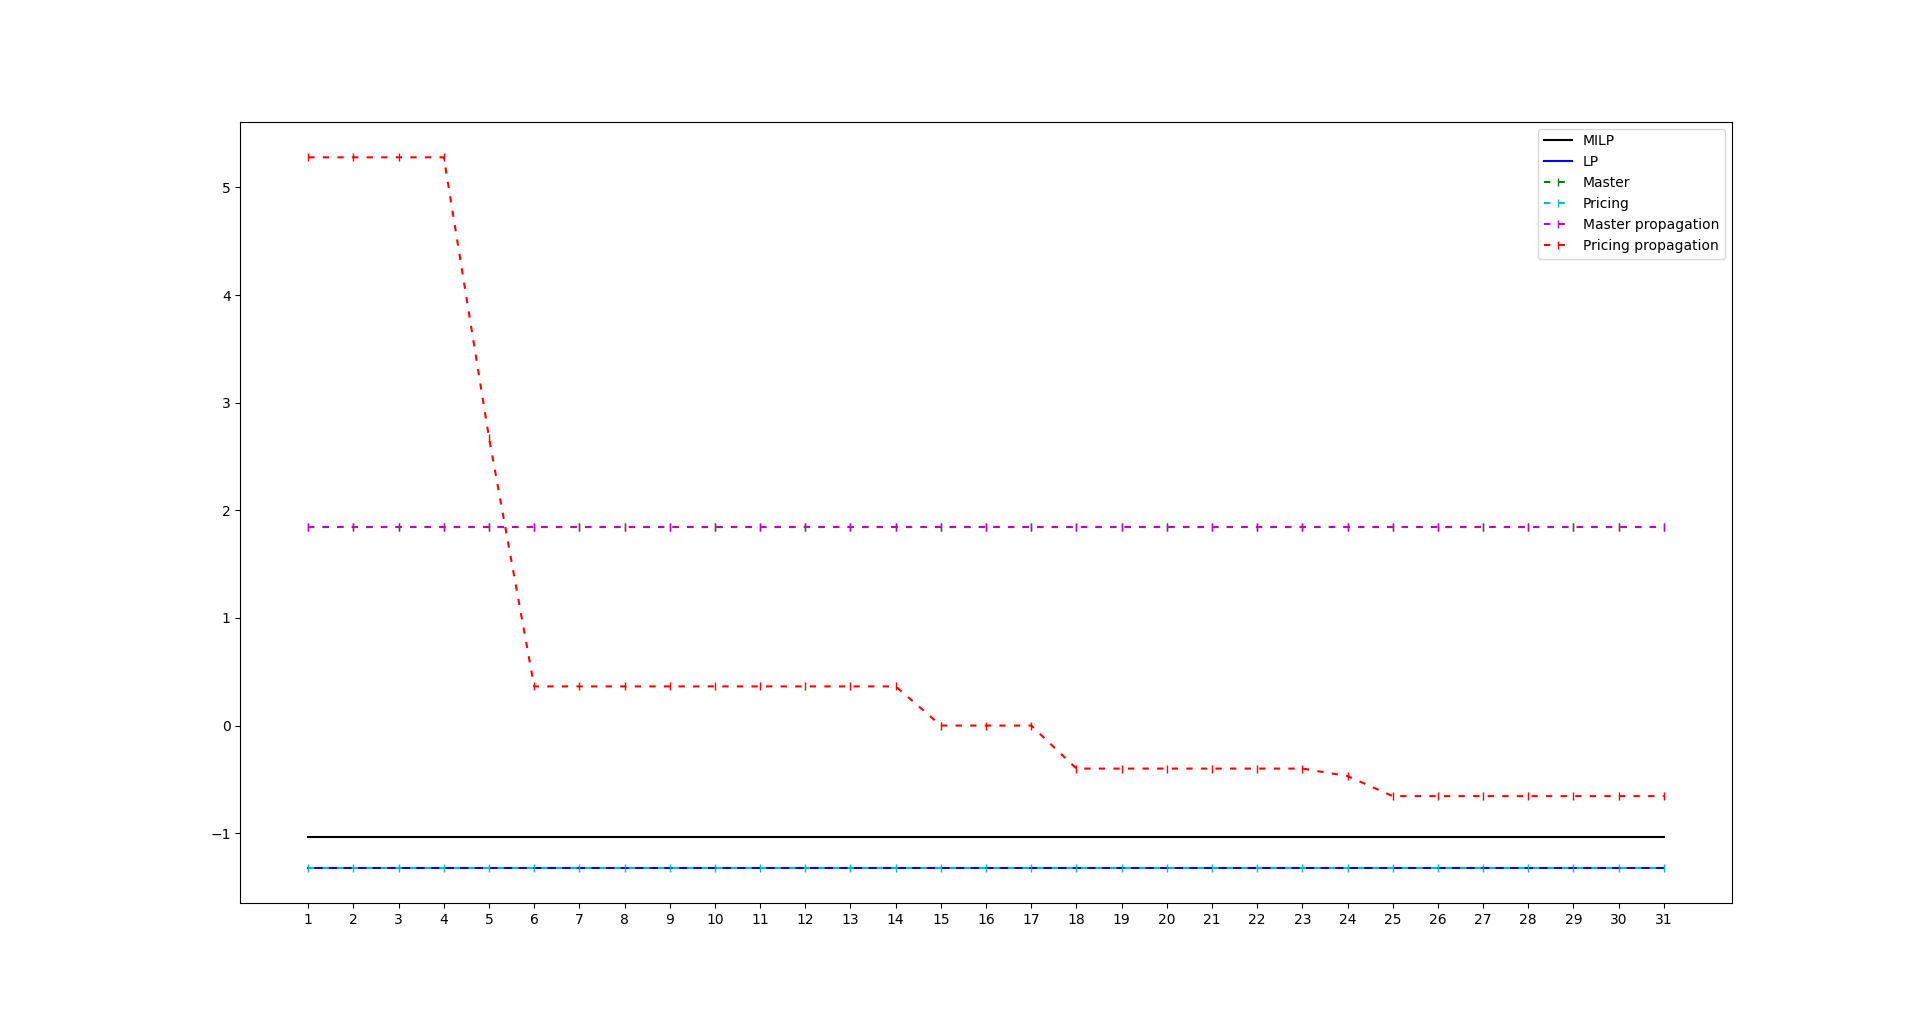 MILP
LP
Master
Pricing
Master propagation
Pricing propagation
5
4
3
2
1
0
−1
1 2 3 4 5 6 7 8 9 10 11 12 13 14 15 16 17 18 19 20 21 22 23 24 25 26 27 28 29 30 31